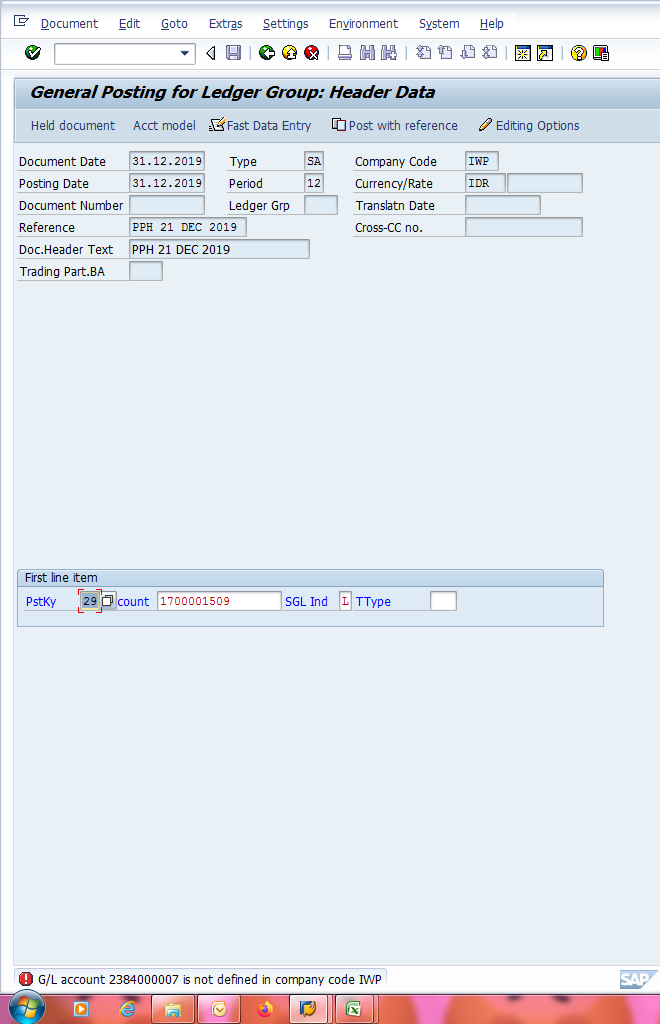 Document Edit Goto Extras Settings Environment System Help
General Posting for Ledger Group: Header Data
Held document Acct model Fast Data Entry Post with reference Editing Options
Document Date 31.12.2019 Type SA Company Code IWP
Posting Date 31.12.2019 Period 12 Currency/Rate IDR
Document Number Ledger Grp Translatn Date
Reference PPH 21 DEC 2019 Cross-CC no.
Doc.Header Text PPH 21 DEC 2019
Trading Part.BA
First line item
PstKy 29 count 1700001509 SGL Ind L TType
G/L account 2384000007 is not defined in company code IWP
SAP